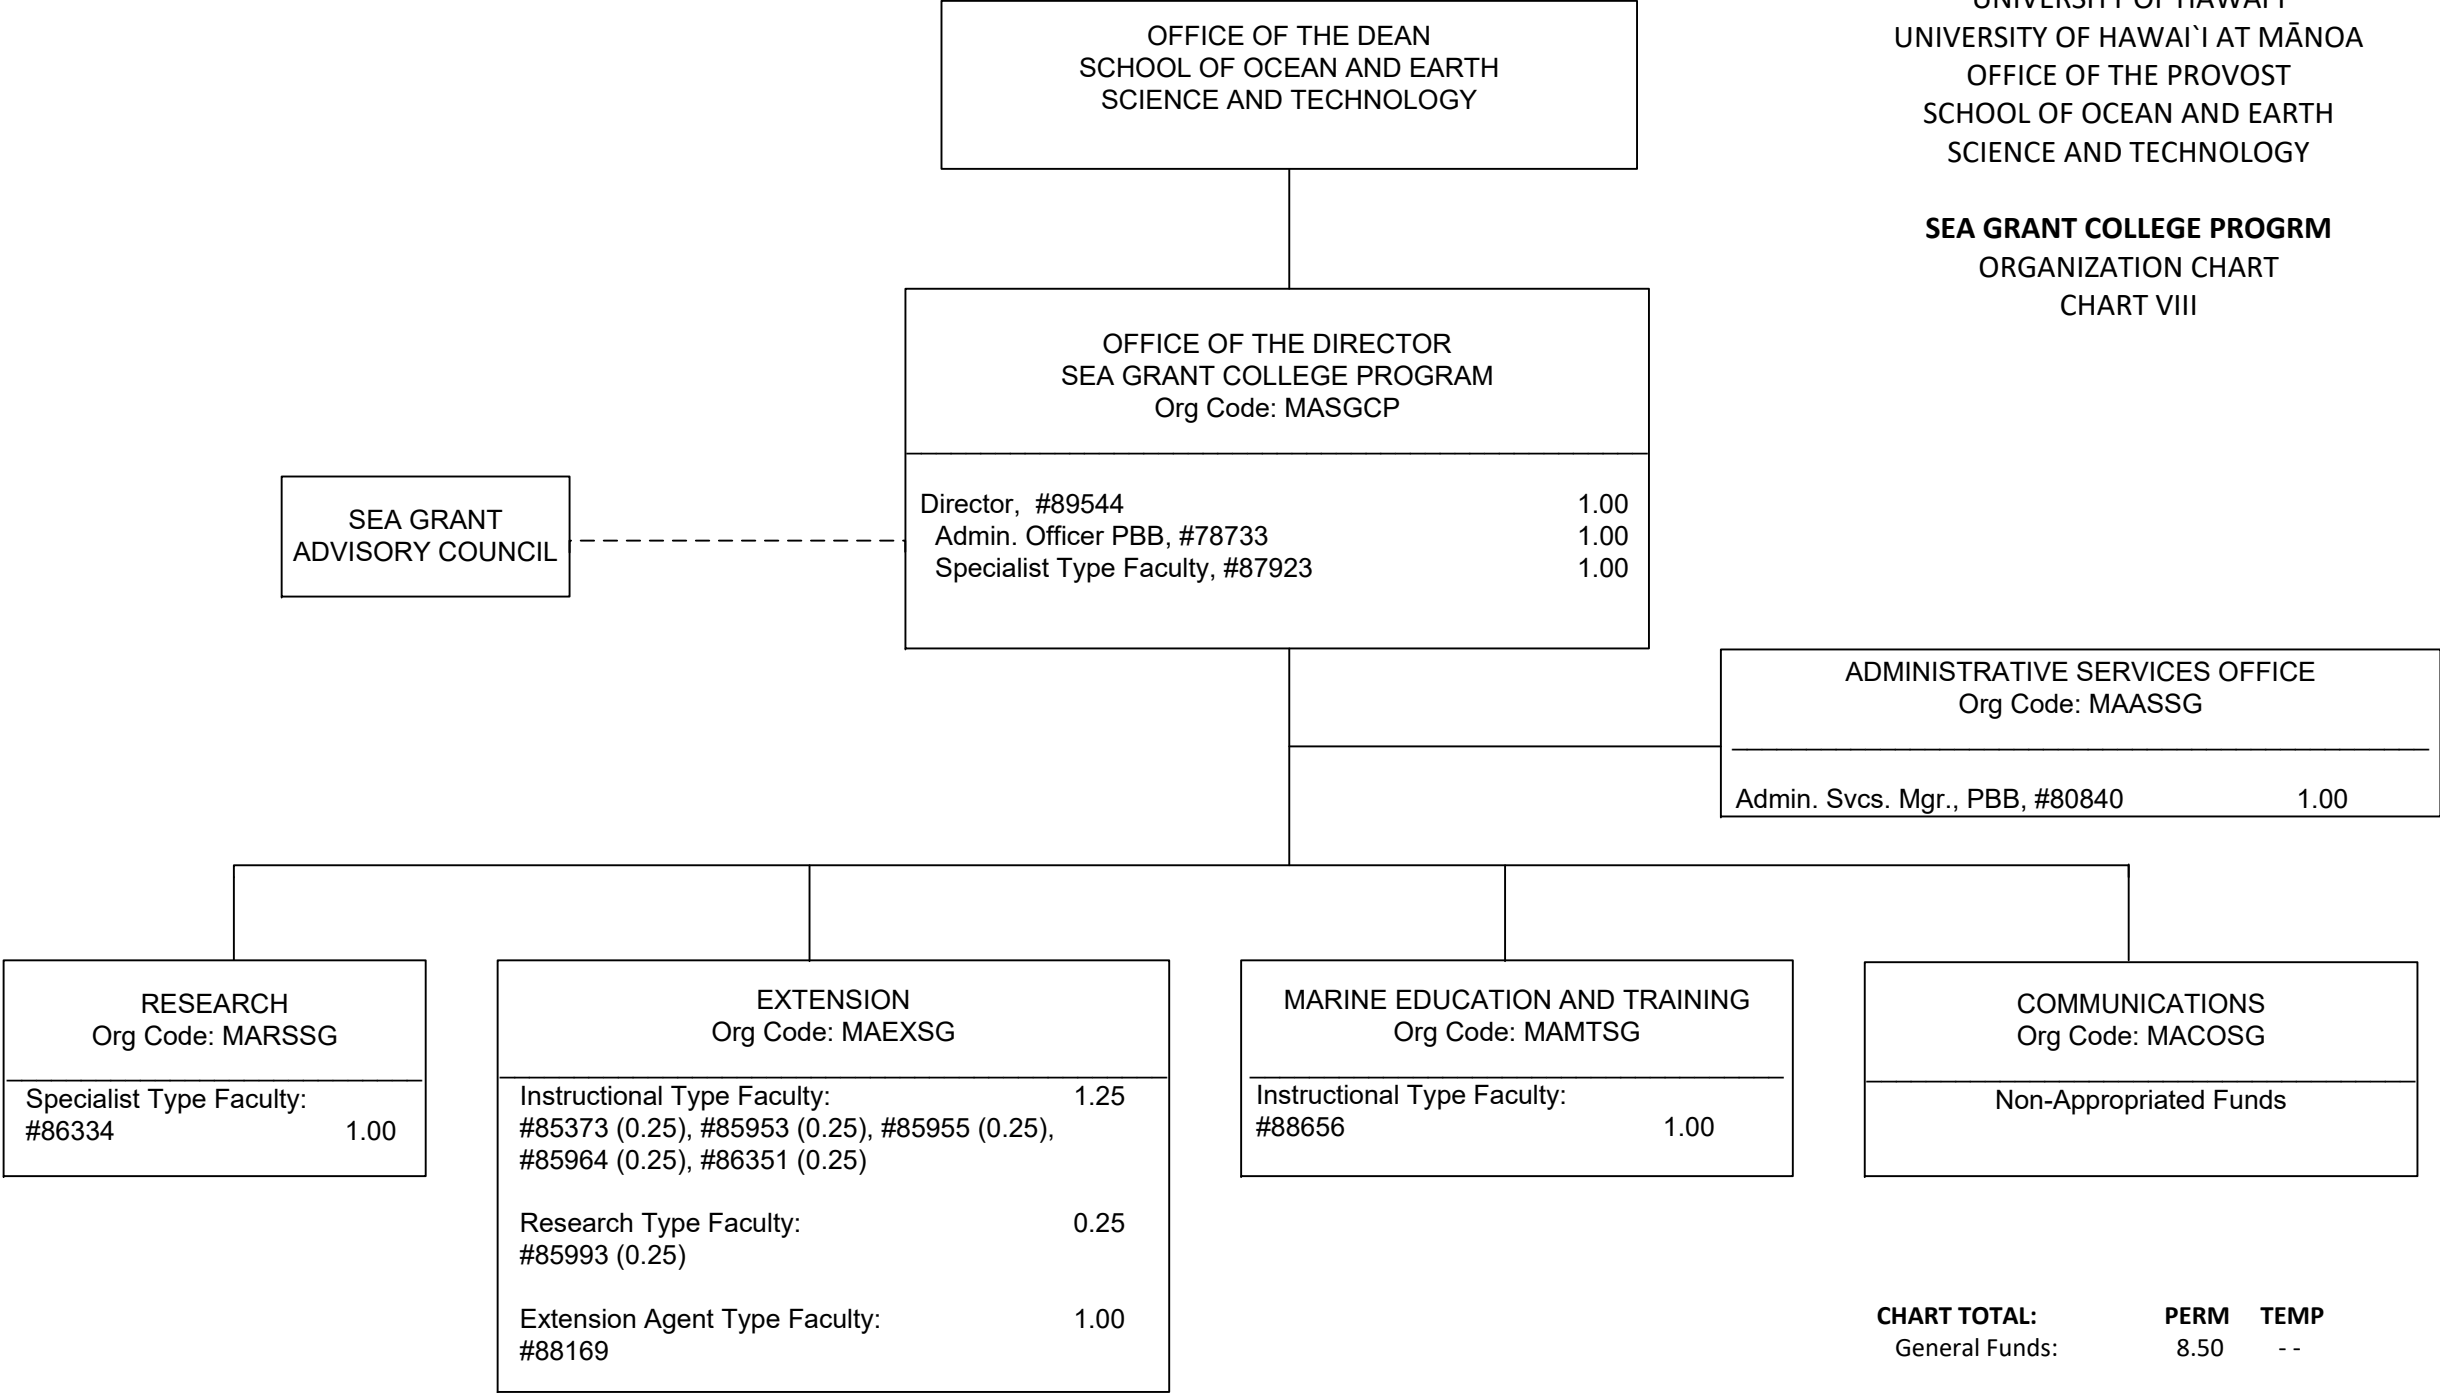 OFFICE OF THE DEAN
SCHOOL OF OCEAN AND EARTH
SCIENCE AND TECHNOLOGY
UNIVERSITY OF HAWAI`I
UNIVERSITY OF HAWAI`I AT MĀNOA
OFFICE OF THE PROVOST
SCHOOL OF OCEAN AND EARTH
SCIENCE AND TECHNOLOGY
SEA GRANT COLLEGE PROGRM
ORGANIZATION CHART
CHART VIII
OFFICE OF THE DIRECTOR
SEA GRANT COLLEGE PROGRAM
Org Code: MASGCP
Director, #89544 1.00
Admin. Officer PBB, #78733 1.00
Specialist Type Faculty, #87923 1.00
SEA GRANT
ADVISORY COUNCIL
ADMINISTRATIVE SERVICES OFFICE
Org Code: MAASSG
Admin. Svcs. Mgr., PBB, #80840 1.00
RESEARCH
Org Code: MARSSG
Specialist Type Faculty:
#86334 1.00
EXTENSION
Org Code: MAEXSG
Instructional Type Faculty: 1.25
#85373 (0.25), #85953 (0.25), #85955 (0.25),
#85964 (0.25), #86351 (0.25)
Research Type Faculty: 0.25
#85993 (0.25)
Extension Agent Type Faculty: 1.00
#88169
MARINE EDUCATION AND TRAINING
Org Code: MAMTSG
Instructional Type Faculty:
#88656 1.00
COMMUNICATIONS
Org Code: MACOSG
Non-Appropriated Funds
CHART TOTAL: PERM TEMP
General Funds: 8.50 - -